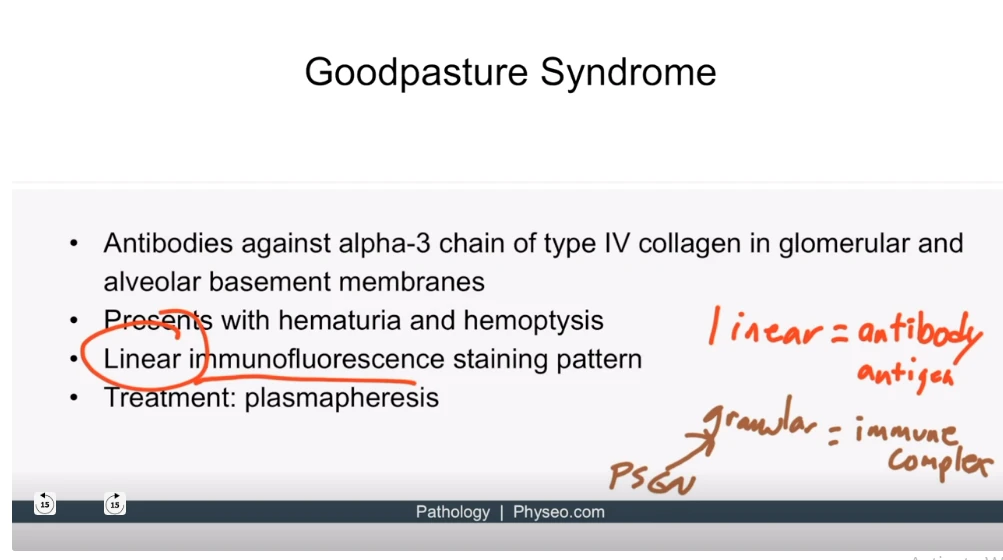 Goodpasture Syndrome
• Antibodies against alpha-3 chain of type IV collagen in glomerular and
alveolar basement membranes
• Presents with hematuria and hemoptysis
• Linear immunofluorescence staining pattern
• Treatment: plasmapheresis
linear = antibody
antigen
granular = immune
complex
PSGN
15
15
Pathology | Physeo.com